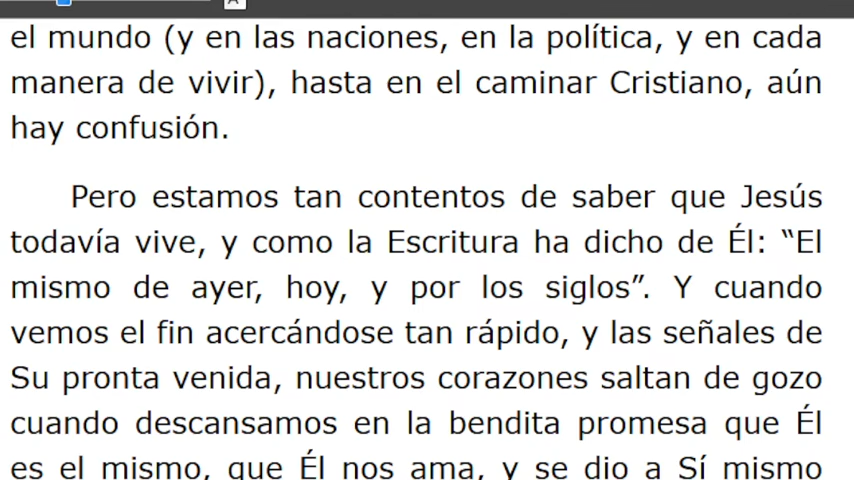 A
el mundo (y en las naciones, en la política, y en cada
manera de vivir), hasta en el caminar Cristiano, aún
hay confusión.
Pero estamos tan contentos de saber que Jesús
todavía vive, y como la Escritura ha dicho de Él: “El
mismo de ayer, hoy, y por los siglos”. Y cuando
vemos el fin acercándose tan rápido, y las señales de
Su pronta venida, nuestros corazones saltan de gozo
cuando descansamos en la bendita promesa que Él
es el mismo, que Él nos ama, y se dio a Sí mismo